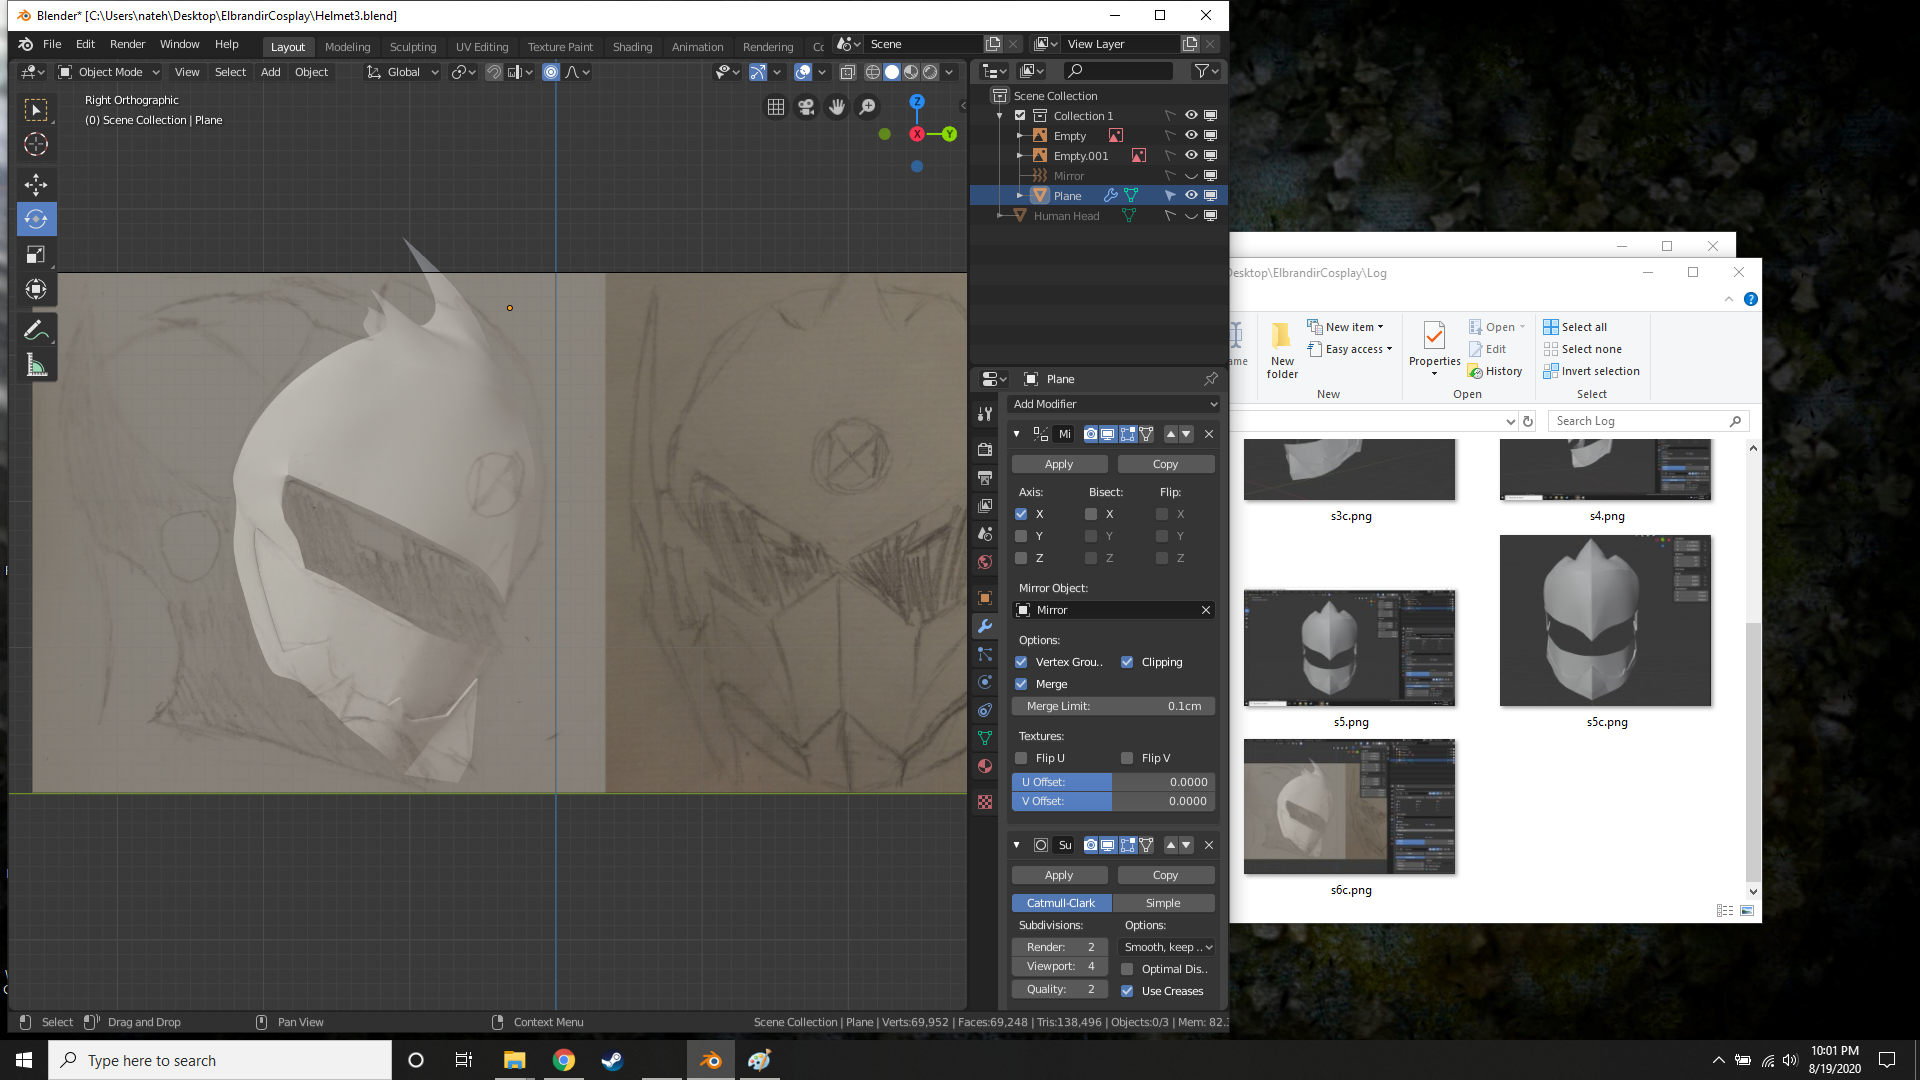 Blender* [C:\Users\nateh\Desktop\ElbrandirCosplay\Helmet3.blend]
File Edit Render Window Help
Layout Modeling Sculpting UV Editing Texture Paint Shading Animation Rendering Co
Scene
View Layer
Object Mode View Select Add Object Global
Right Orthographic
(0) Scene Collection | Plane
Z
X
Y
Scene Collection
Collection 1
Empty
Empty.001
Mirror
Plane
Human Head
Plane
Add Modifier
Mi
Apply Copy
Axis: Bisect: Flip:
X X X
Y Y Y
Z Z Z
Mirror Object:
Mirror
Options:
Vertex Grou.. Clipping
Merge
Merge Limit: 0.1cm
Textures:
Flip U Flip V
U Offset: 0.0000
V Offset: 0.0000
Su
Apply Copy
Catmull-Clark Simple
Subdivisions: Options:
Render: 2 Smooth, keep ..
Viewport: 4 Optimal Dis..
Quality: 2 Use Creases
Select Drag and Drop Pan View Context Menu
Scene Collection | Plane | Verts:69,952 | Faces:69,248 | Tris:138,496 | Objects:0/3 | Mem: 82.
Desktop\ElbrandirCosplay\Log
ame
New folder
New item
Easy access
New
Properties
Open
Edit
History
Open
Select all
Select none
Invert selection
Select
Search Log
s3c.png
s4.png
s5.png
s5c.png
s6c.png
Type here to search
10:01 PM
8/19/2020